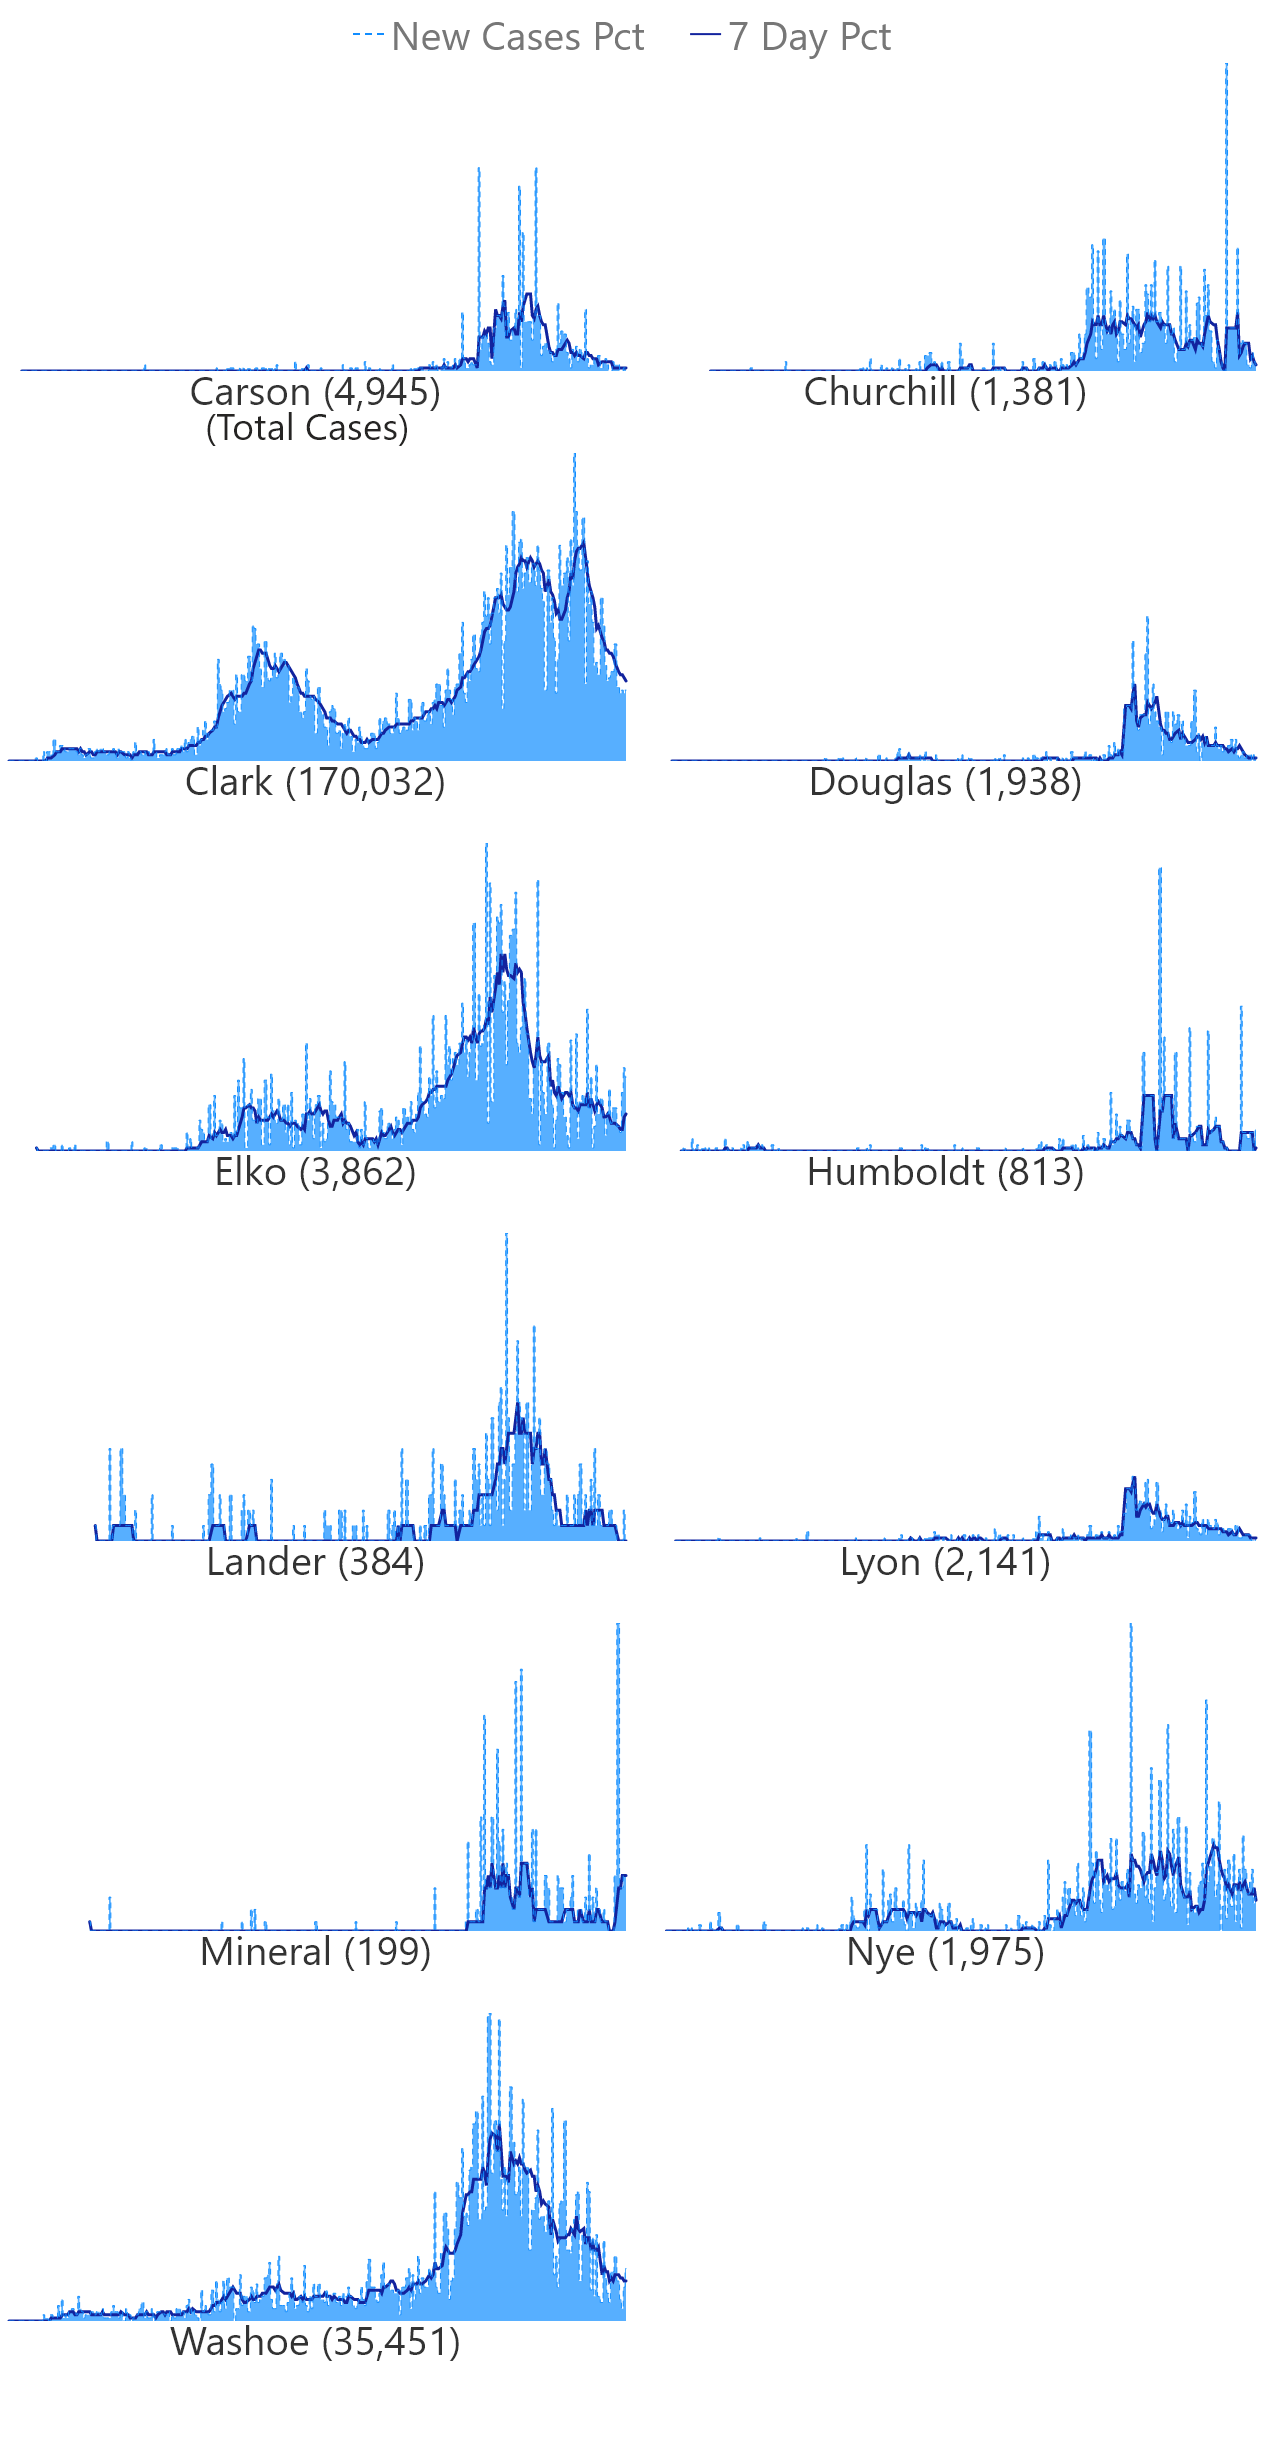 New Cases Pct 7 Day Pct
Carson (4,945) Churchill (1,381)
(Total Cases)
Clark (170,032) Douglas (1,938)
Elko (3,862) Humboldt (813)
Lander (384) Lyon (2,141)
Mineral (199) Nye (1,975)
Washoe (35,451)